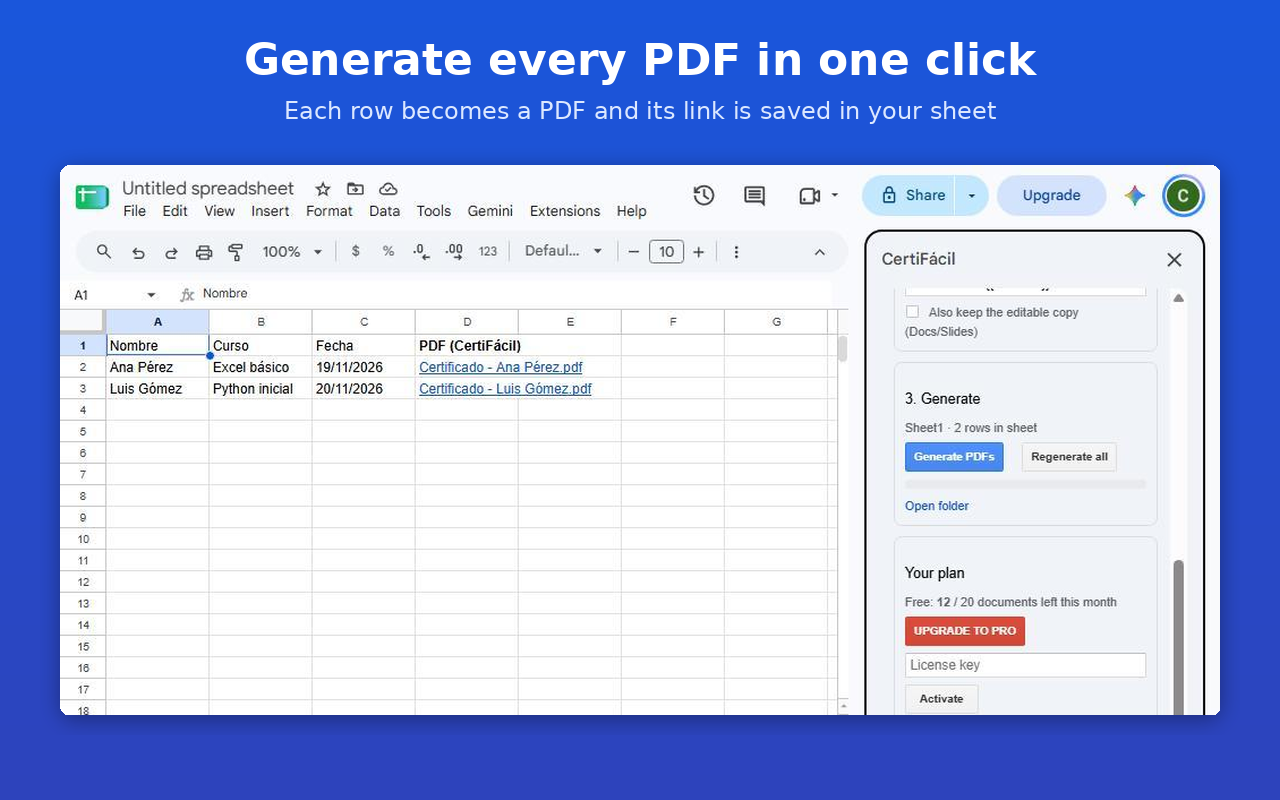 Generate every PDF in one click
Each row becomes a PDF and its link is saved in your sheet
Untitled spreadsheet
File Edit View Insert Format Data Tools Gemini Extensions Help
Share
Upgrade
C
100% $ % .0 .00 123 Defaul... 10
A1 fx Nombre
A B C D E F G
1 Nombre Curso Fecha PDF (CertiFácil)
2 Ana Pérez Excel básico 19/11/2026 Certificado - Ana Pérez.pdf
3 Luis Gómez Python inicial 20/11/2026 Certificado - Luis Gómez.pdf
4
5
6
7
8
9
10
11
12
13
14
15
16
17
18
CertiFácil
Also keep the editable copy
(Docs/Slides)
3. Generate
Sheet1 · 2 rows in sheet
Generate PDFs Regenerate all
Open folder
Your plan
Free: 12 / 20 documents left this month
UPGRADE TO PRO
License key
Activate